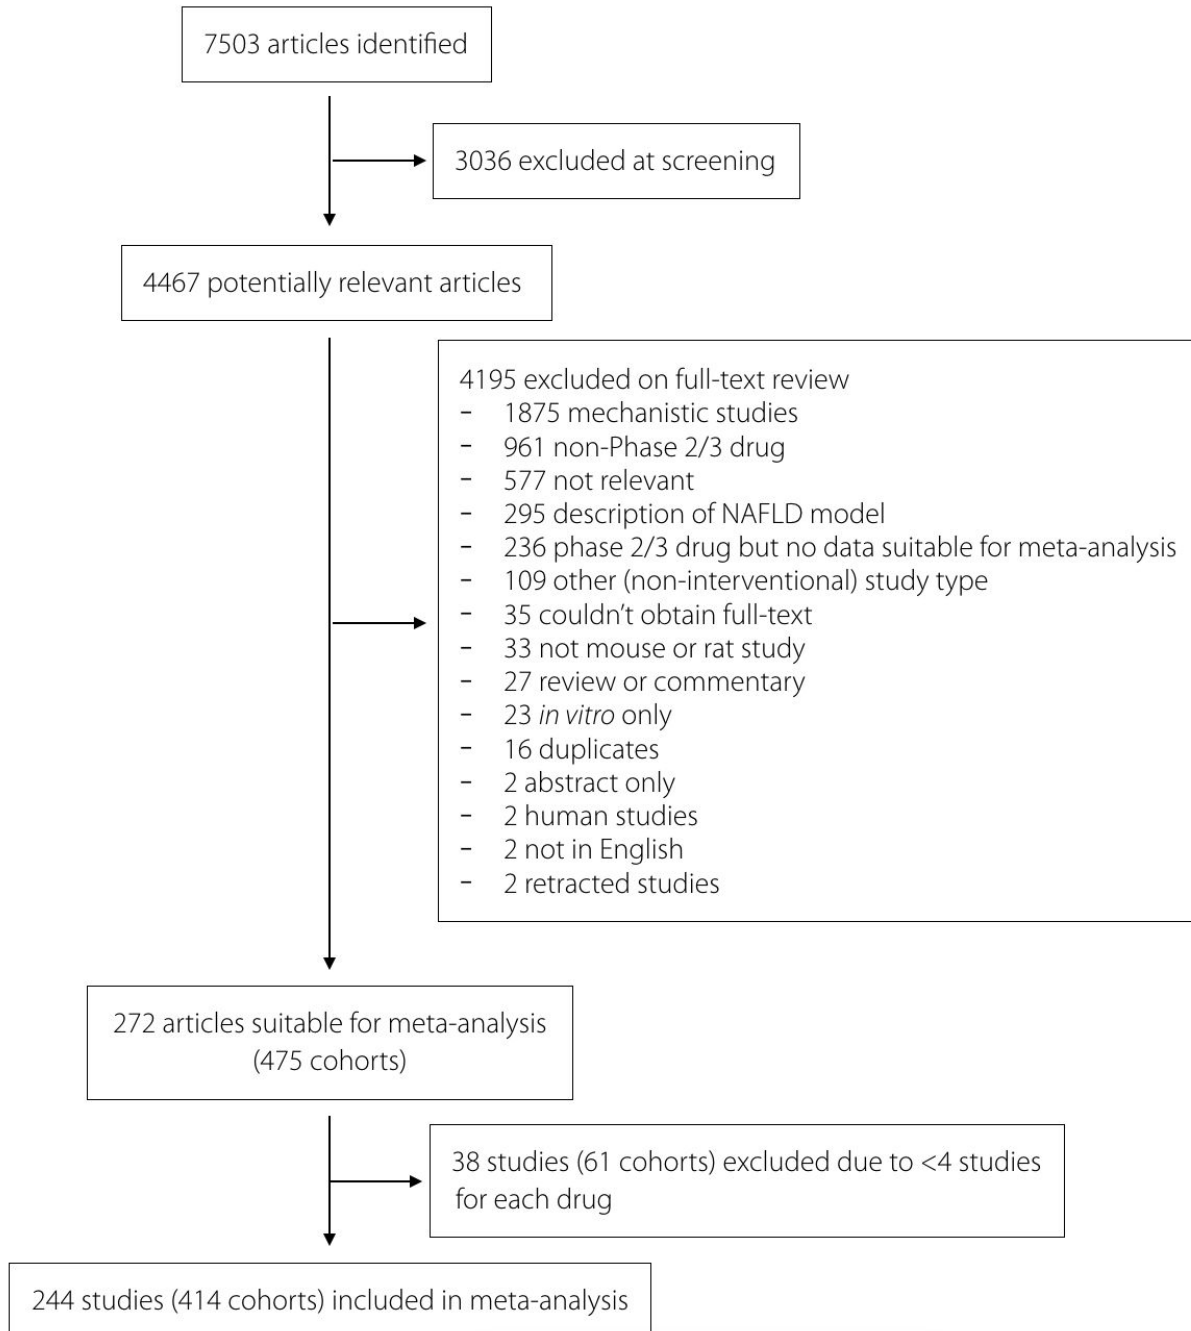 7503 articles identified
3036 excluded at screening
4467 potentially relevant articles
4195 excluded on full-text review
- 1875 mechanistic studies
- 961 non-Phase 2/3 drug
- 577 not relevant
- 295 description of NAFLD model
- 236 phase 2/3 drug but no data suitable for meta-analysis
- 109 other (non-interventional) study type
- 35 couldn’t obtain full-text
- 33 not mouse or rat study
- 27 review or commentary
- 23 in vitro only
- 16 duplicates
- 2 abstract only
- 2 human studies
- 2 not in English
- 2 retracted studies
272 articles suitable for meta-analysis
(475 cohorts)
38 studies (61 cohorts) excluded due to <4 studies
for each drug
244 studies (414 cohorts) included in meta-analysis